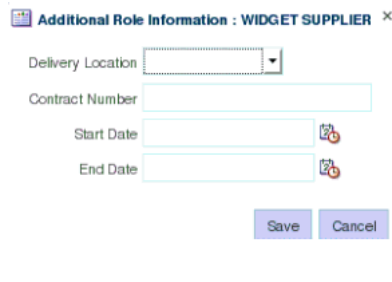 Additional Role Information : WIDGET SUPPLIER ×
Delivery Location
Contract Number
Start Date
End Date
Save Cancel